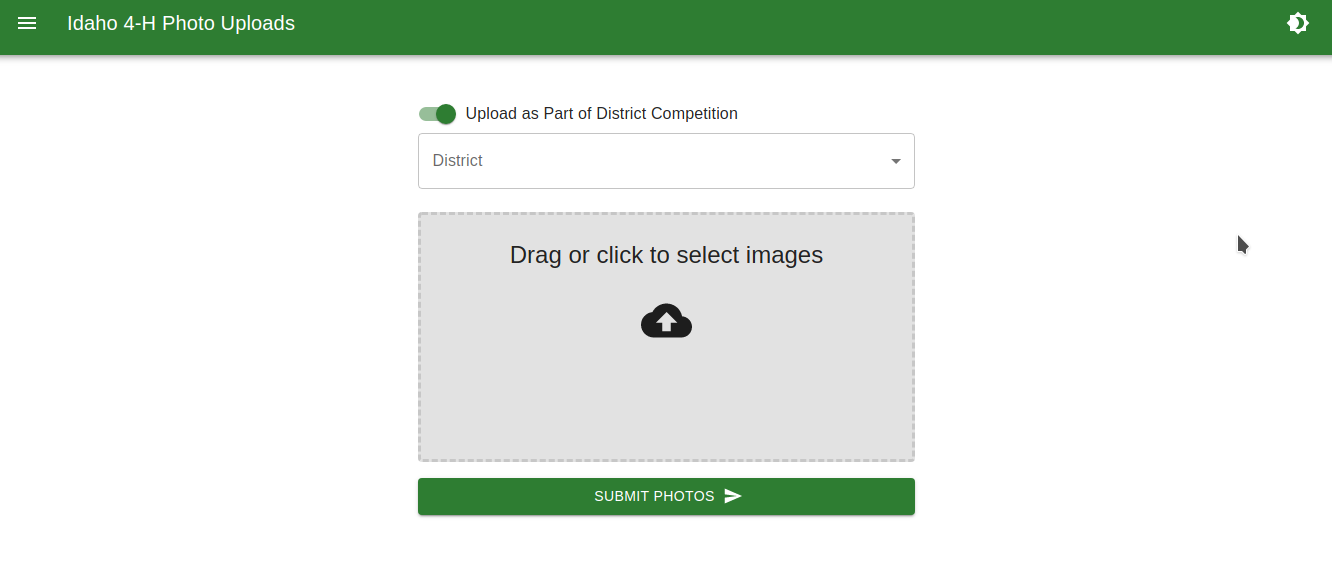 Idaho 4-H Photo Uploads
Upload as Part of District Competition
District
Drag or click to select images
SUBMIT PHOTOS